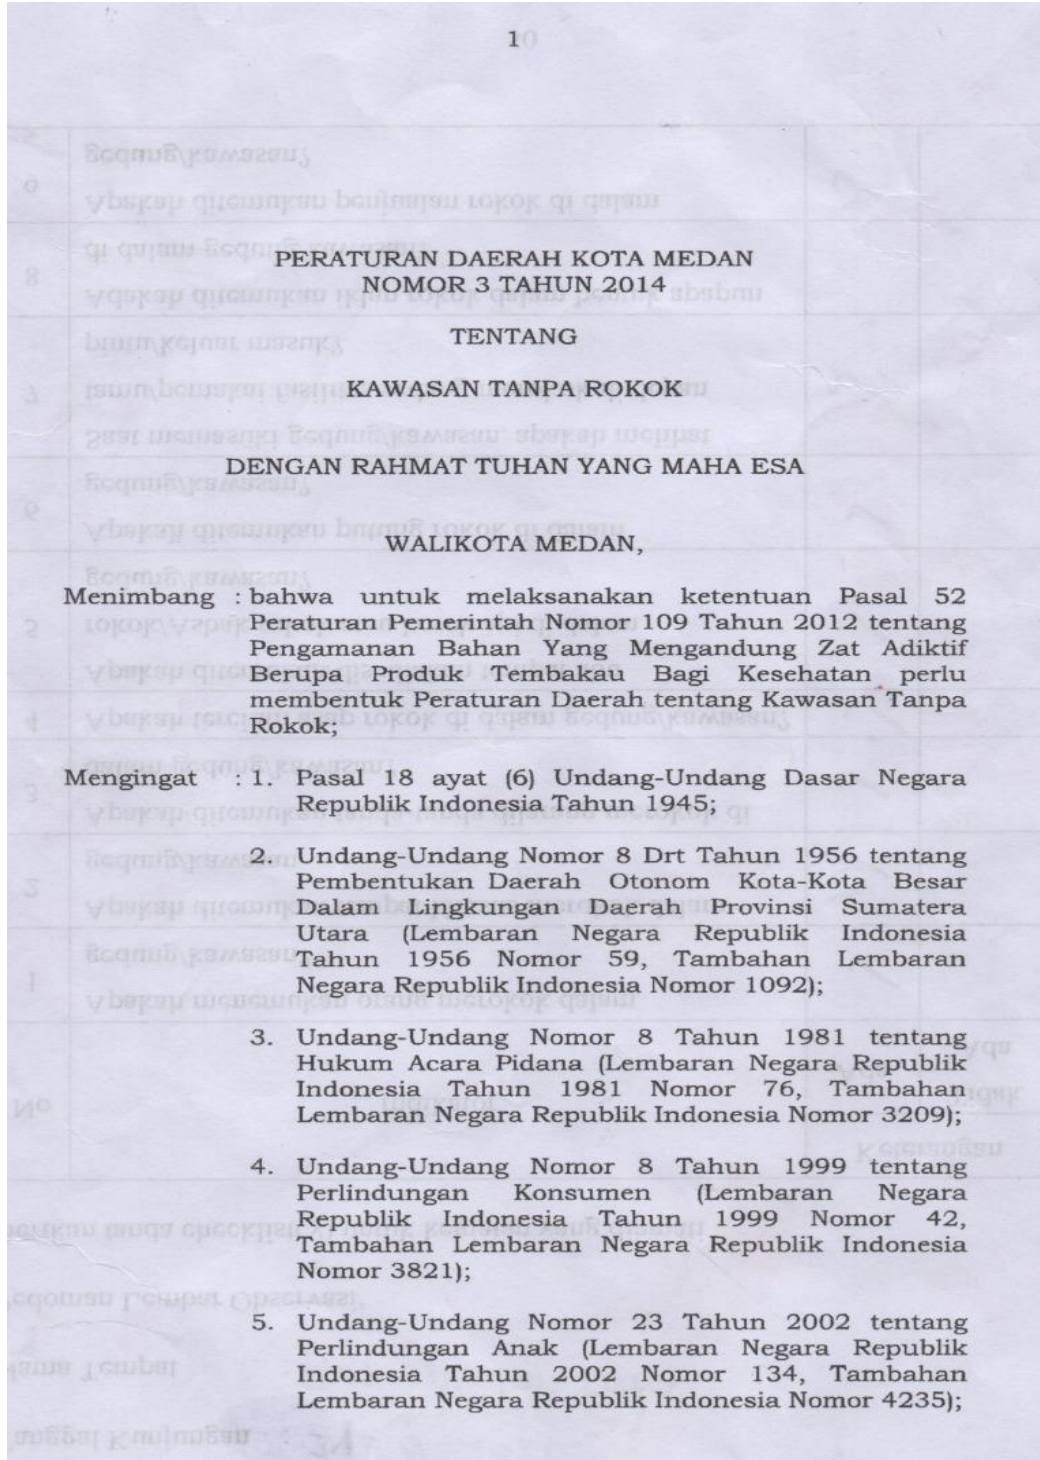 1
PERATURAN DAERAH KOTA MEDAN
NOMOR 3 TAHUN 2014
TENTANG
KAWASAN TANPA ROKOK
DENGAN RAHMAT TUHAN YANG MAHA ESA
WALIKOTA MEDAN,
Menimbang : bahwa untuk melaksanakan ketentuan Pasal 52
Peraturan Pemerintah Nomor 109 Tahun 2012 tentang
Pengamanan Bahan Yang Mengandung Zat Adiktif
Berupa Produk Tembakau Bagi Kesehatan perlu
membentuk Peraturan Daerah tentang Kawasan Tanpa
Rokok;
Mengingat : 1. Pasal 18 ayat (6) Undang-Undang Dasar Negara
Republik Indonesia Tahun 1945;
2. Undang-Undang Nomor 8 Drt Tahun 1956 tentang
Pembentukan Daerah Otonom Kota-Kota Besar
Dalam Lingkungan Daerah Provinsi Sumatera
Utara (Lembaran Negara Republik Indonesia
Tahun 1956 Nomor 59, Tambahan Lembaran
Negara Republik Indonesia Nomor 1092);
3. Undang-Undang Nomor 8 Tahun 1981 tentang
Hukum Acara Pidana (Lembaran Negara Republik
Indonesia Tahun 1981 Nomor 76, Tambahan
Lembaran Negara Republik Indonesia Nomor 3209);
4. Undang-Undang Nomor 8 Tahun 1999 tentang
Perlindungan Konsumen (Lembaran Negara
Republik Indonesia Tahun 1999 Nomor 42,
Tambahan Lembaran Negara Republik Indonesia
Nomor 3821);
5. Undang-Undang Nomor 23 Tahun 2002 tentang
Perlindungan Anak (Lembaran Negara Republik
Indonesia Tahun 2002 Nomor 134, Tambahan
Lembaran Negara Republik Indonesia Nomor 4235);